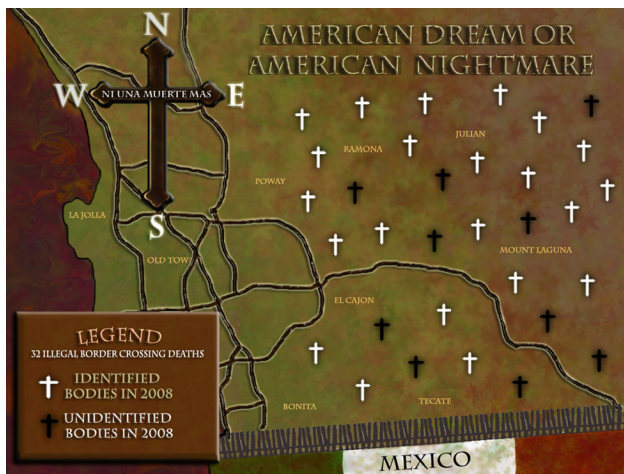 N
AMERICAN DREAM OR
AMERICAN NIGHTMARE
W NI UNA MUERTE MAS E
S
JULIAN
RAMONA
POWAY
LA JOLLA
MOUNT LAGUNA
OLD TOW
EL CAJON
LEGEND
32 ILLEGAL BORDER CROSSING DEATHS
IDENTIFIED
BODIES IN 2008
UNIDENTIFIED
BODIES IN 2008
BONITA
TECATE
MEXICO